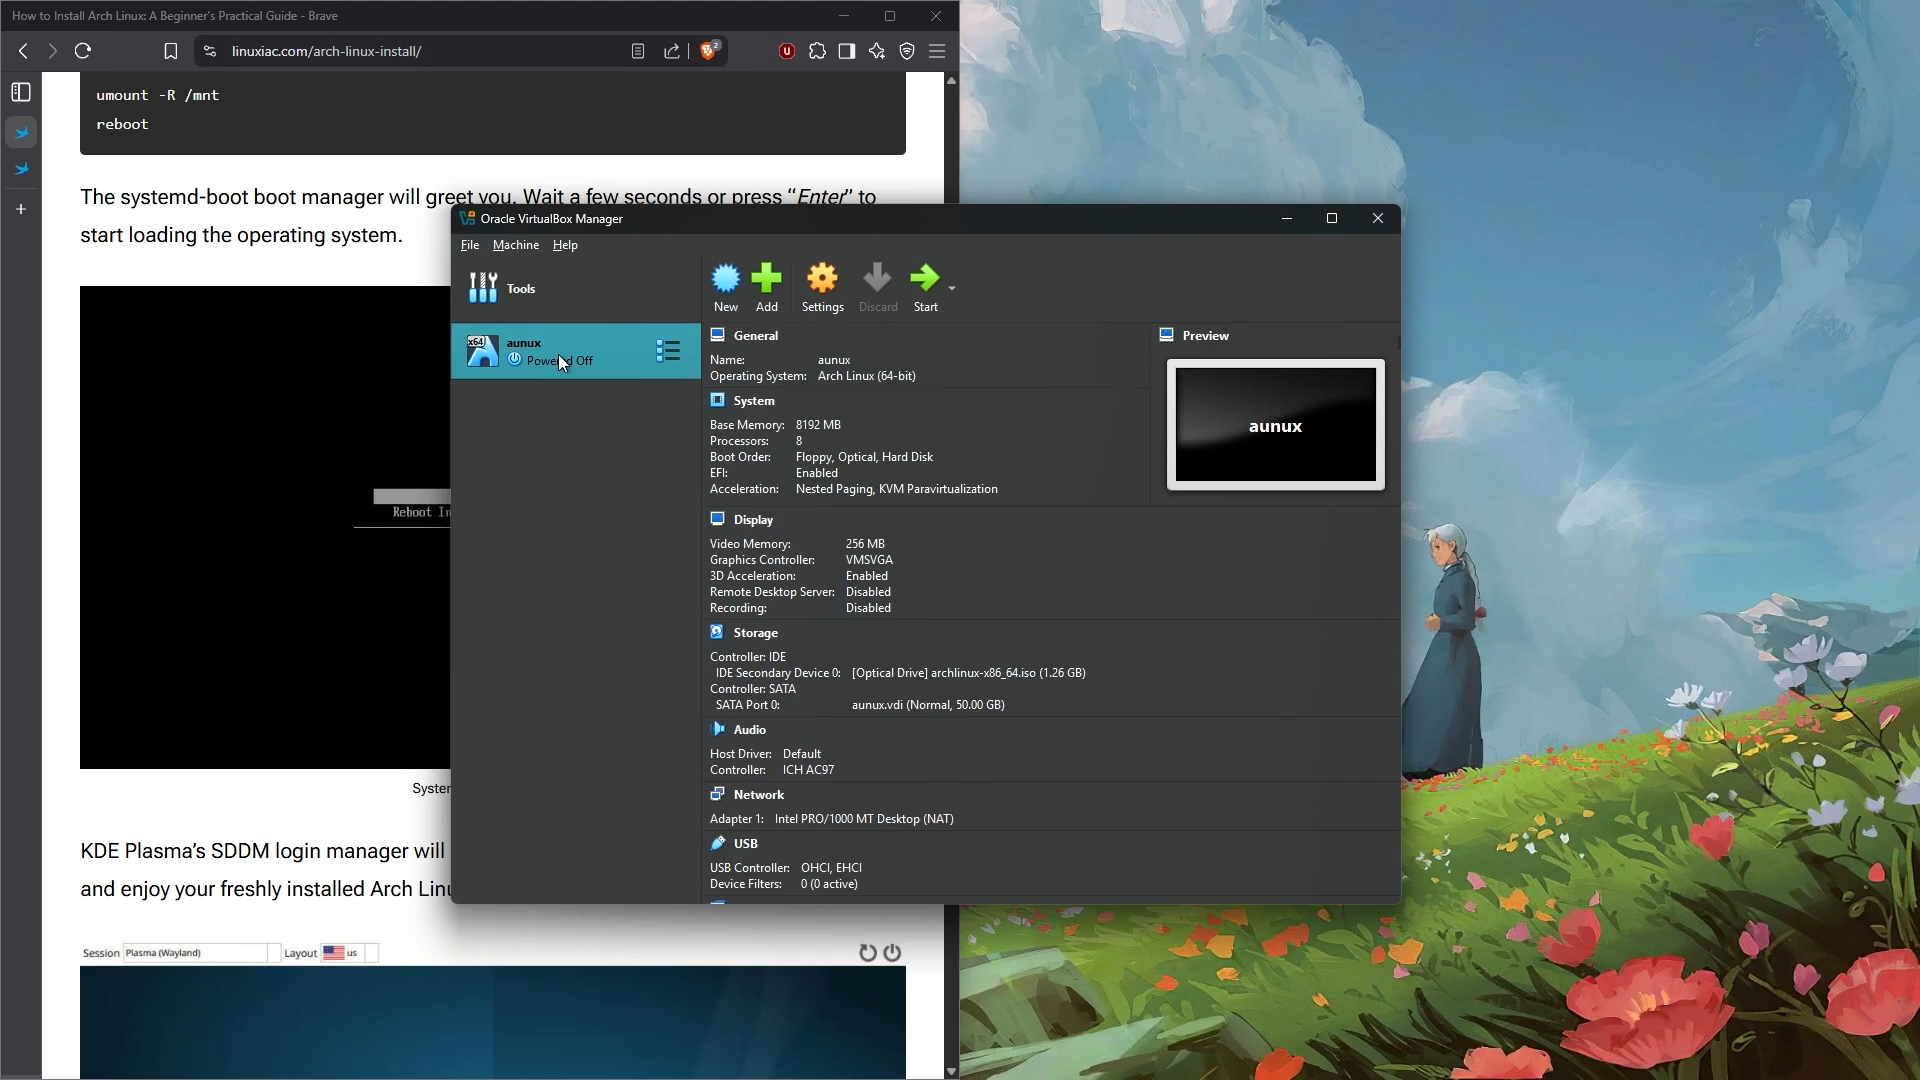 How to Install Arch Linux: A Beginner's Practical Guide - Brave
linuxiac.com/arch-linux-install/
2
umount -R /mnt
reboot
The systemd-boot boot manager will greet you. Wait a few seconds or press “Enter” to
start loading the operating system.
Reboot In
Syster
KDE Plasma’s SDDM login manager will
and enjoy your freshly installed Arch Linu
Session Plasma (Wayland) Layout us
Oracle VirtualBox Manager
File Machine Help
Tools
New Add Settings Discard Start
x64
aunux
Powered Off
General
Name: aunux
Operating System: Arch Linux (64-bit)
System
Base Memory: 8192 MB
Processors: 8
Boot Order: Floppy, Optical, Hard Disk
EFI: Enabled
Acceleration: Nested Paging, KVM Paravirtualization
Preview
aunux
Display
Video Memory: 256 MB
Graphics Controller: VMSVGA
3D Acceleration: Enabled
Remote Desktop Server: Disabled
Recording: Disabled
Storage
Controller: IDE
IDE Secondary Device 0: [Optical Drive] archlinux-x86_64.iso (1.26 GB)
Controller: SATA
SATA Port 0: aunux.vdi (Normal, 50.00 GB)
Audio
Host Driver: Default
Controller: ICH AC97
Network
Adapter 1: Intel PRO/1000 MT Desktop (NAT)
USB
USB Controller: OHCI, EHCI
Device Filters: 0 (0 active)